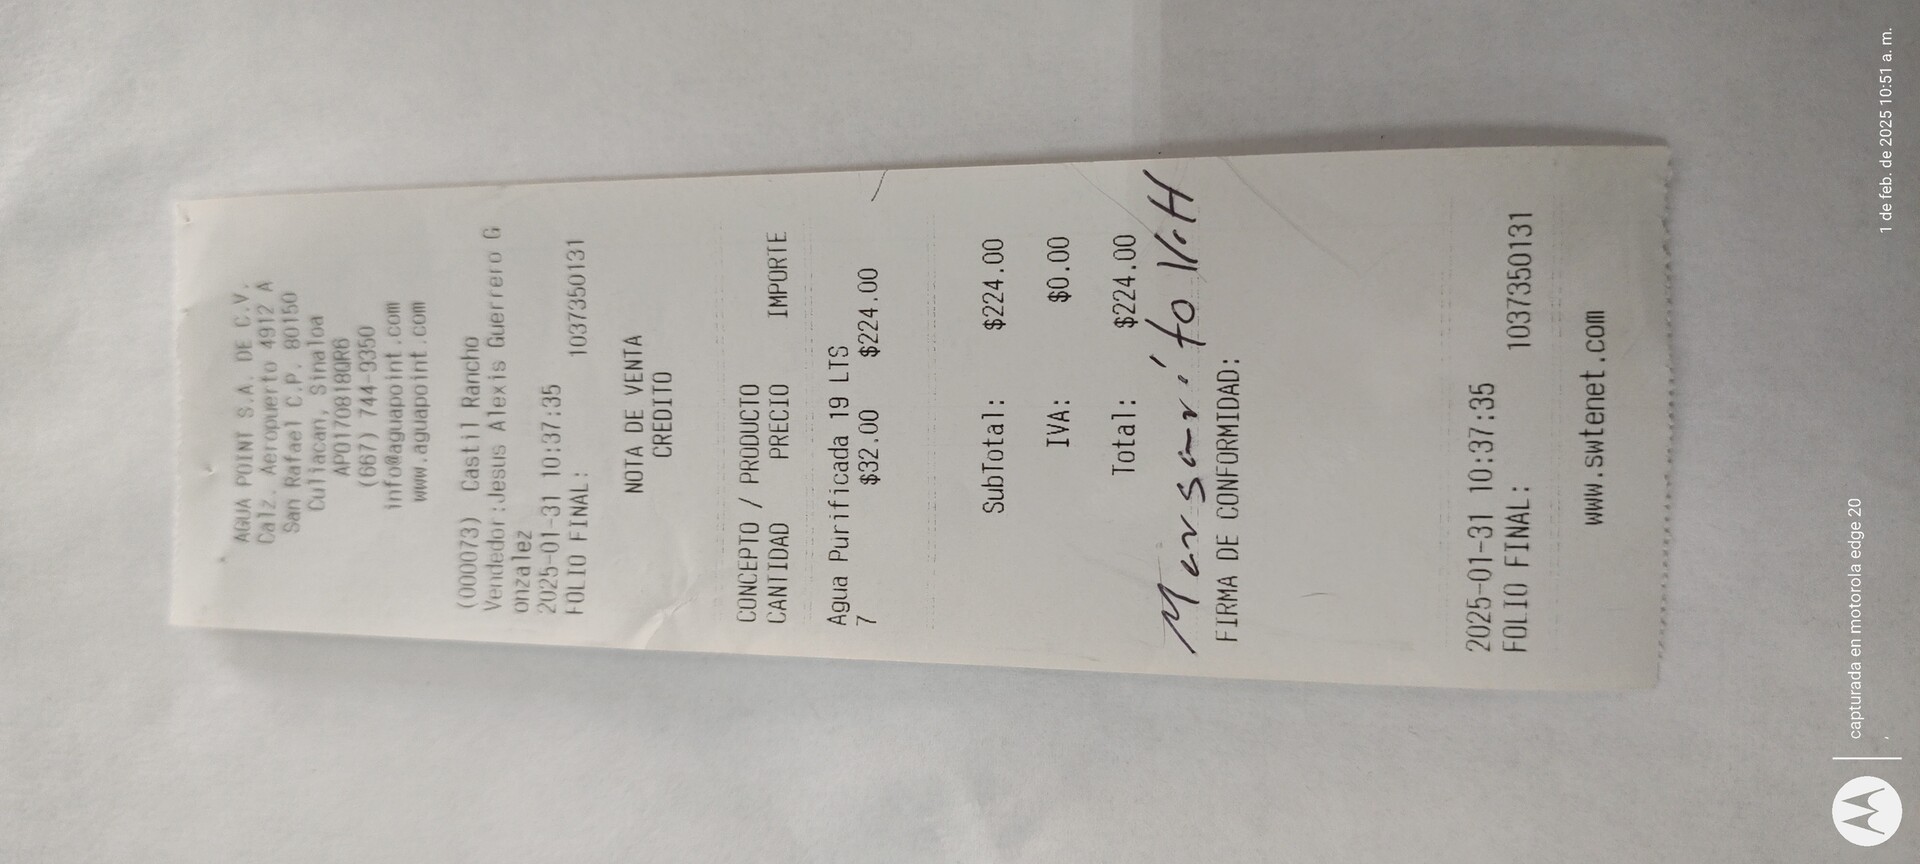 AGUA POINT S.A. DE C.V.
Calz. Aeropuerto 4912 A
San Rafael C.P. 80150
Culiacan, Sinaloa
APO170818QR6
(667) 744-9350
info@aguapoint.com
www.aguapoint.com
(000073) Castil Rancho
Vendedor:Jesus Alexis Guerrero G
onzalez
2025-01-31 10:37:35
FOLIO FINAL: 1037350131
NOTA DE VENTA
CREDITO
CONCEPTO / PRODUCTO
CANTIDAD PRECIO IMPORTE
Agua Purificada 19 LTS
7 $32.00 $224.00
SubTotal: $224.00
IVA: $0.00
Total: $224.00
FIRMA DE CONFORMIDAD:
2025-01-31 10:37:35
FOLIO FINAL: 1037350131
www.swtenet.com
capturada en motorola edge 20
1 de feb. de 2025 10:51 a. m.